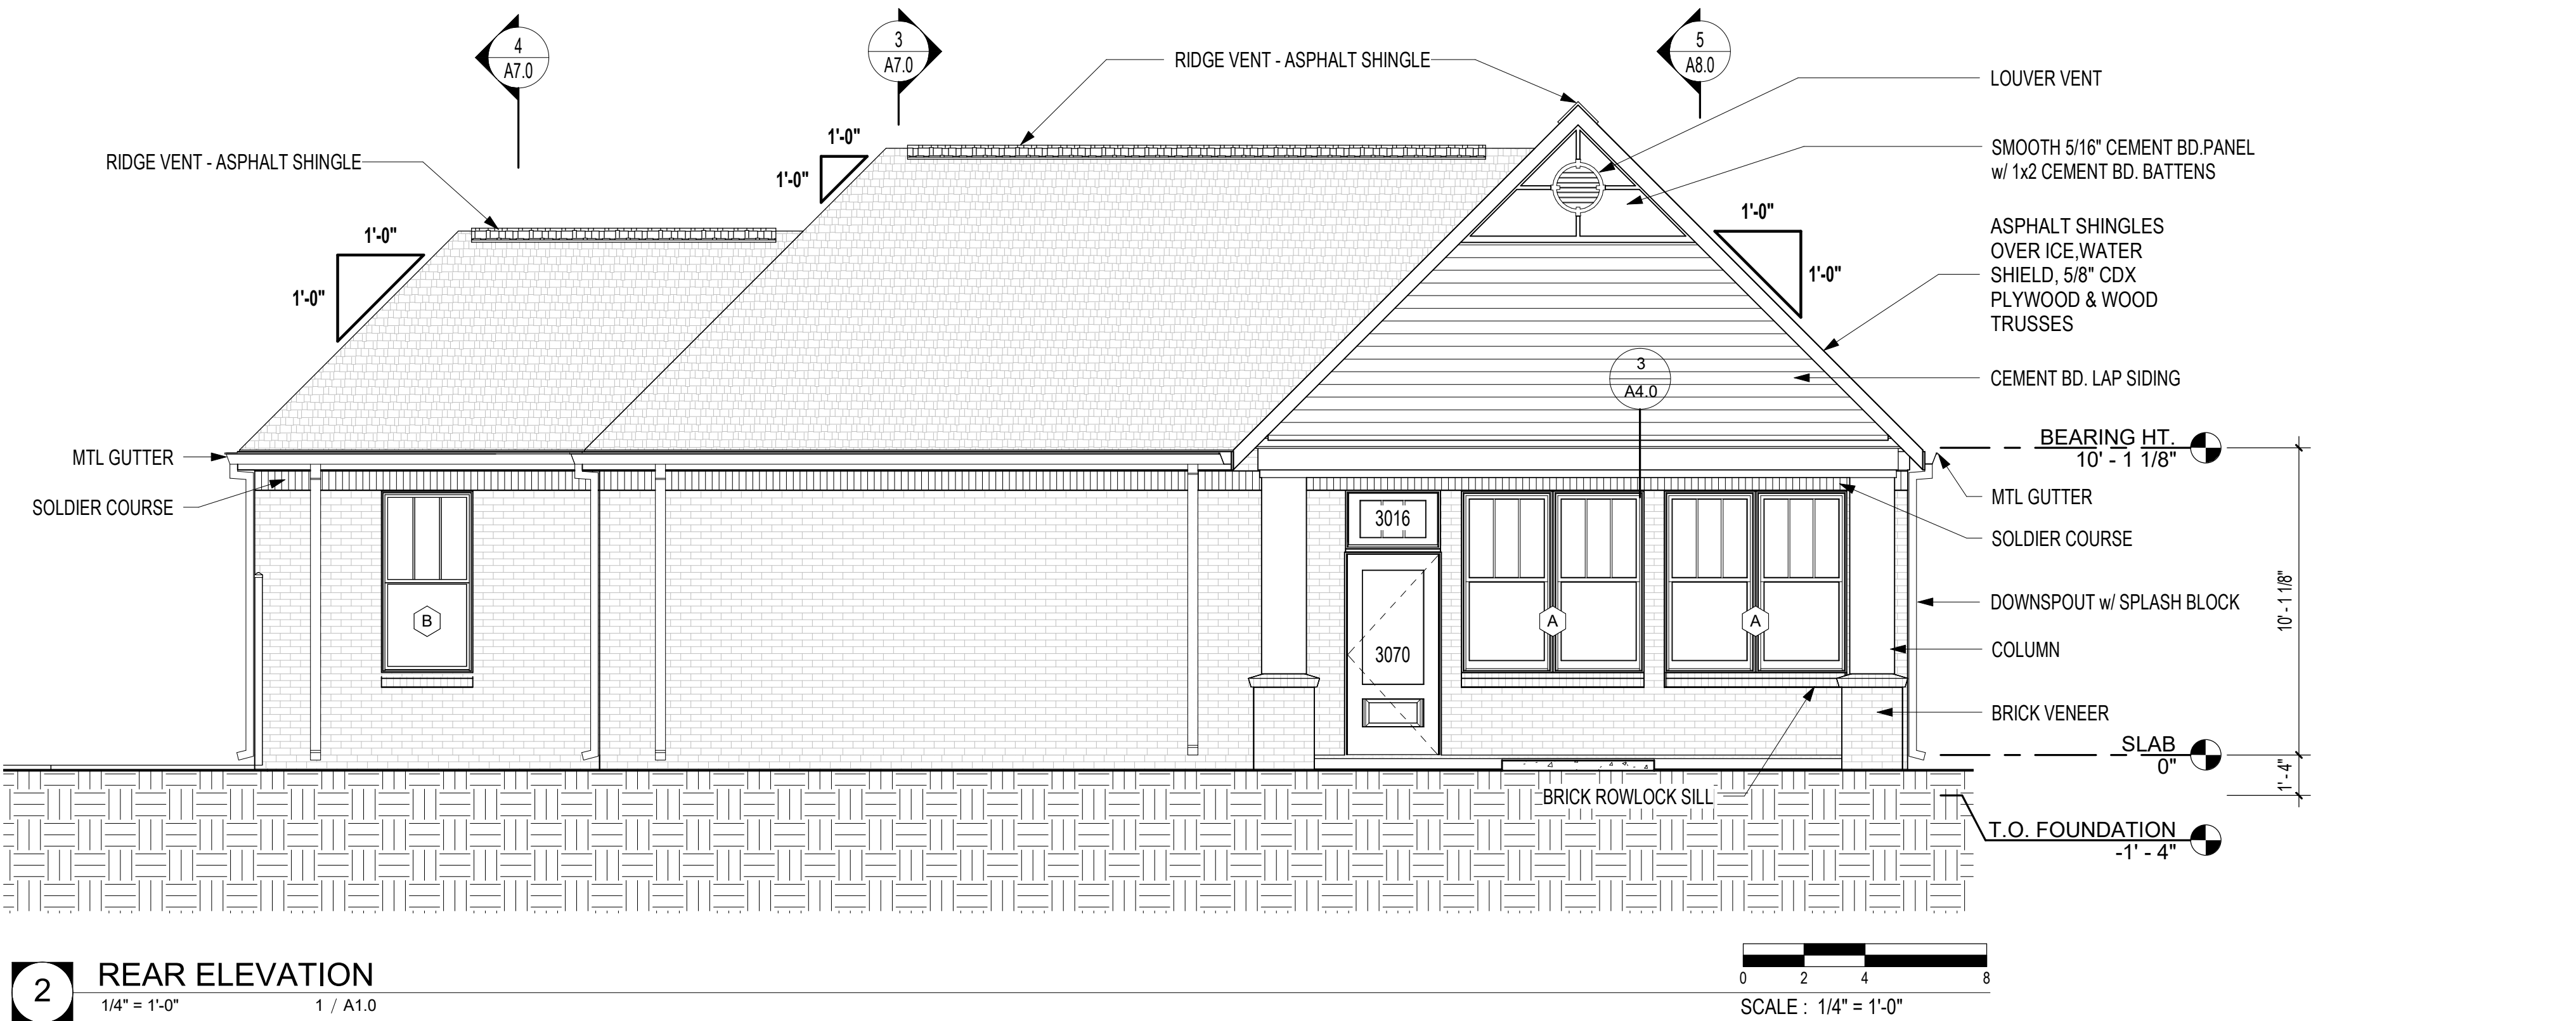 4
A7.0
3
A7.0
5
A8.0
RIDGE VENT - ASPHALT SHINGLE
LOUVER VENT
1'-0"
1'-0"
RIDGE VENT - ASPHALT SHINGLE
SMOOTH 5/16" CEMENT BD.PANEL
w/ 1x2 CEMENT BD. BATTENS
1'-0"
1'-0"
1'-0"
1'-0"
ASPHALT SHINGLES
OVER ICE,WATER
SHIELD, 5/8" CDX
PLYWOOD & WOOD
TRUSSES
3
A4.0
CEMENT BD. LAP SIDING
BEARING HT.
10' - 1 1/8"
MTL GUTTER
SOLDIER COURSE
MTL GUTTER
SOLDIER COURSE
3016
3070
B
A
A
DOWNSPOUT w/ SPLASH BLOCK
COLUMN
BRICK VENEER
10' - 1 1/8"
SLAB
0"
1' - 4"
BRICK ROWLOCK SILL
T.O. FOUNDATION
-1' - 4"
2
REAR ELEVATION
1/4" = 1'-0"
1 / A1.0
0 2 4 8
SCALE : 1/4" = 1'-0"